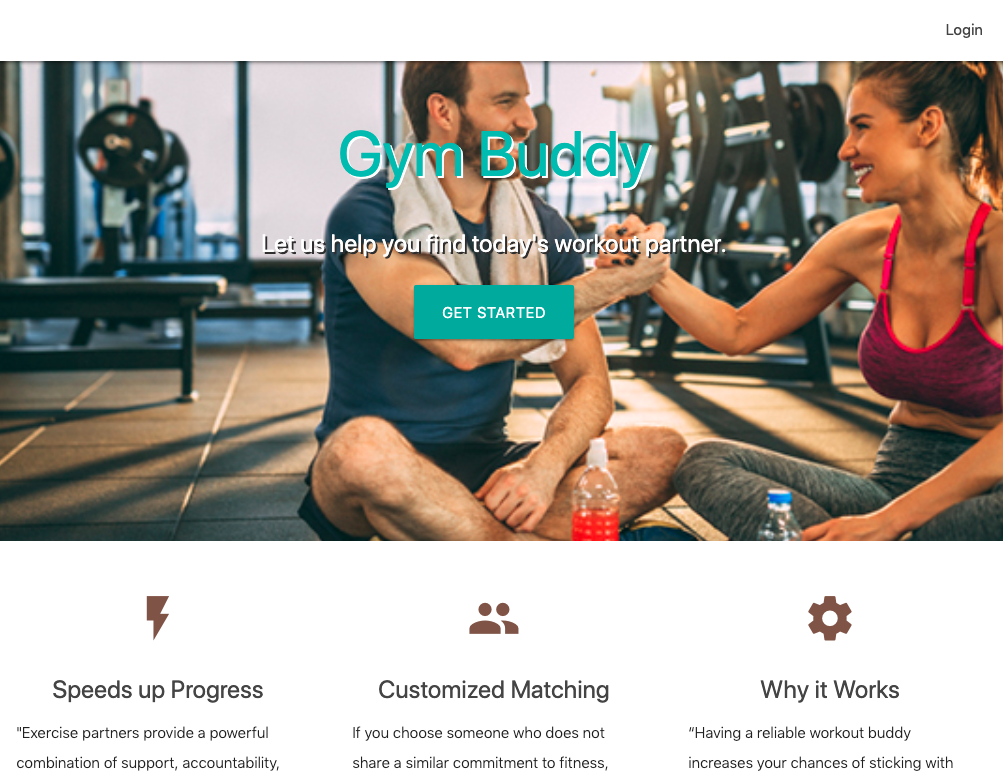 Login
Gym Buddy
Let us help you find today's workout partner.
GET STARTED
Speeds up Progress
Customized Matching
Why it Works
"Exercise partners provide a powerful
combination of support, accountability,
If you choose someone who does not
share a similar commitment to fitness,
“Having a reliable workout buddy
increases your chances of sticking with